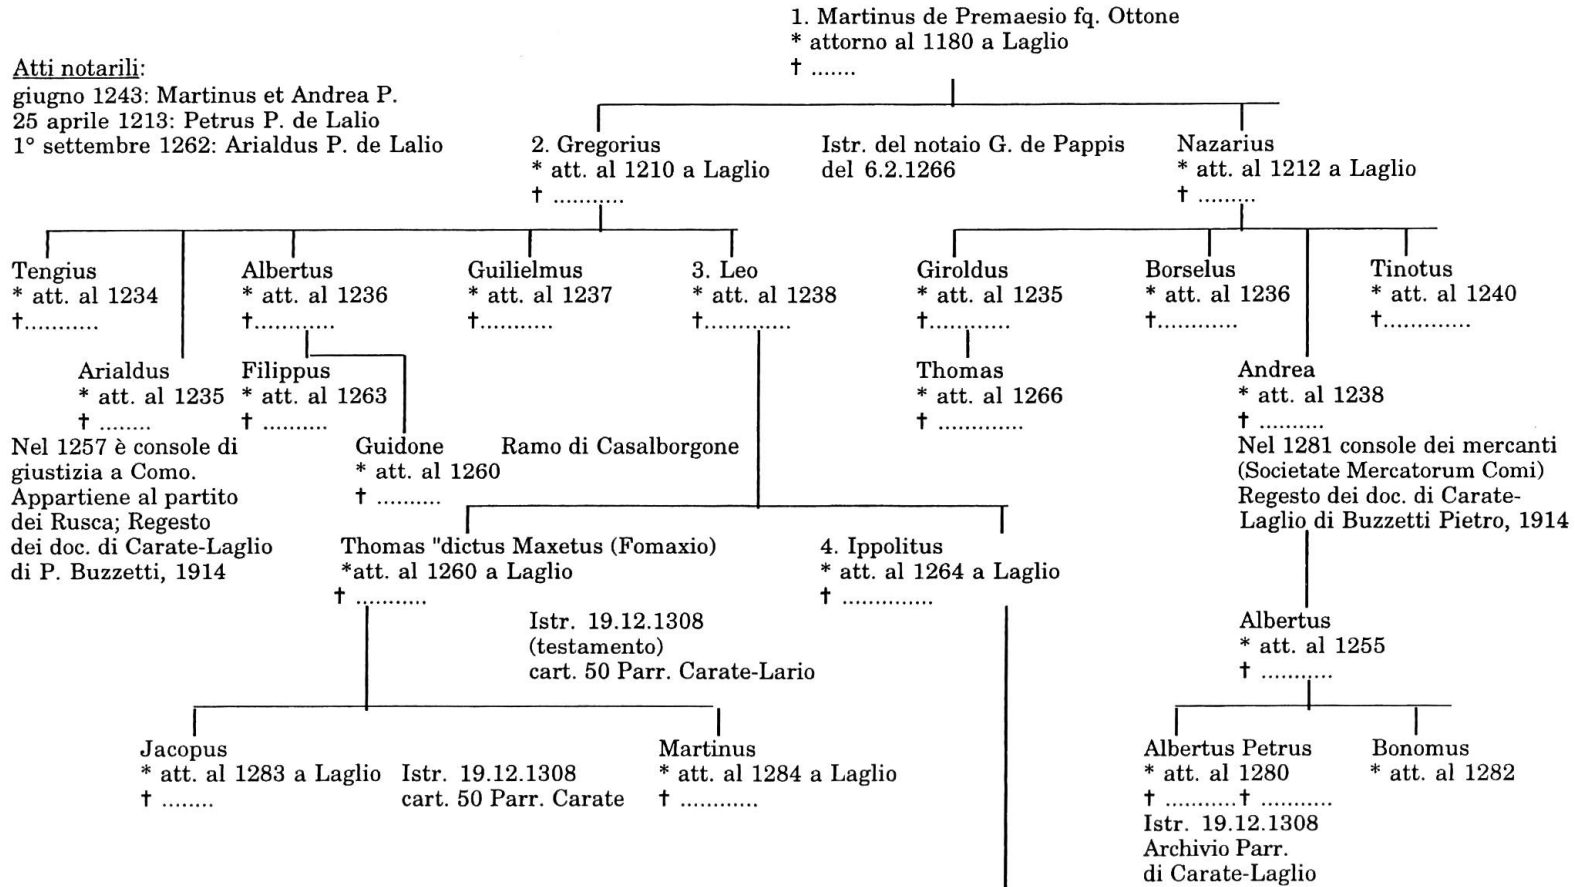 1. Martinus de Premaesio fq. Ottone
* attorno al 1180 a Laglio
† .......
Atti notarili:
giugno 1243: Martinus et Andrea P.
25 aprile 1213: Petrus P. de Lalio
1° settembre 1262: Arialdus P. de Lalio
2. Gregorius
* att. al 1210 a Laglio
† ...........
Istr. del notaio G. de Pappis
del 6.2.1266
Nazarius
* att. al 1212 a Laglio
† .........
Tengius
* att. al 1234
†...........
Albertus
* att. al 1236
†............
Guilielmus
* att. al 1237
†...........
3. Leo
* att. al 1238
†.............
Giroldus
* att. al 1235
†............
Borselus
* att. al 1236
†............
Tinotus
* att. al 1240
†.............
Arialdus
* att. al 1235
† ........
Nel 1257 è console di
giustizia a Como.
Appartiene al partito
dei Rusca; Regesto
dei doc. di Carate-Laglio
di P. Buzzetti, 1914
Filippus
* att. al 1263
† ..........
Guidone
* att. al 1260
† ..........
Ramo di Casalborgone
Thomas
* att. al 1266
† .............
Andrea
* att. al 1238
† ..........
Nel 1281 console dei mercanti
(Societate Mercatorum Comi)
Regesto dei doc. di Carate-
Laglio di Buzzetti Pietro, 1914
Thomas "dictus Maxetus (Fomaxio)
*att. al 1260 a Laglio
† ...........
4. Ippolitus
* att. al 1264 a Laglio
† ..............
Istr. 19.12.1308
(testamento)
cart. 50 Parr. Carate-Lario
Albertus
* att. al 1255
† ...........
Jacopus
* att. al 1283 a Laglio
† ........
Istr. 19.12.1308
cart. 50 Parr. Carate
Martinus
* att. al 1284 a Laglio
† ............
Albertus Petrus
* att. al 1280
† ...........† ...........
Istr. 19.12.1308
Archivio Parr.
di Carate-Laglio
Bonomus
* att. al 1282